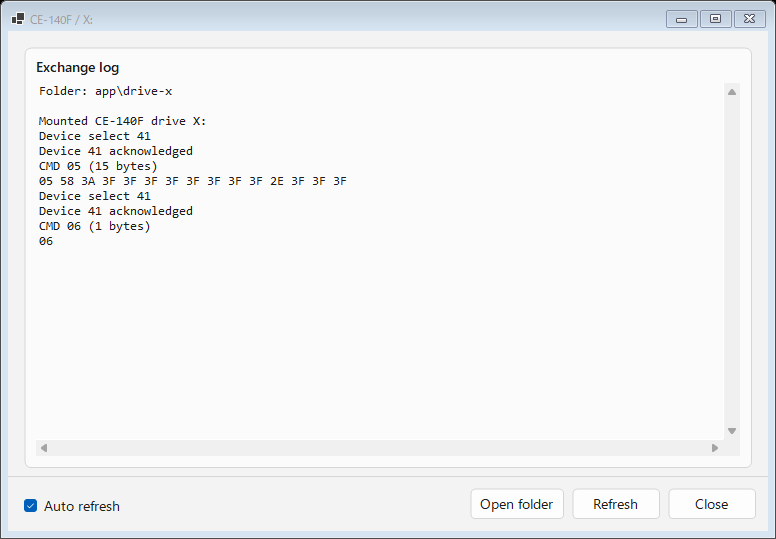 CE-140F / X:
Exchange log
Folder: app\drive-x
Mounted CE-140F drive X:
Device select 41
Device 41 acknowledged
CMD 05 (15 bytes)
05 58 3A 3F 3F 3F 3F 3F 3F 3F 3F 2E 3F 3F 3F
Device select 41
Device 41 acknowledged
CMD 06 (1 bytes)
06
Auto refresh
Open folder
Refresh
Close